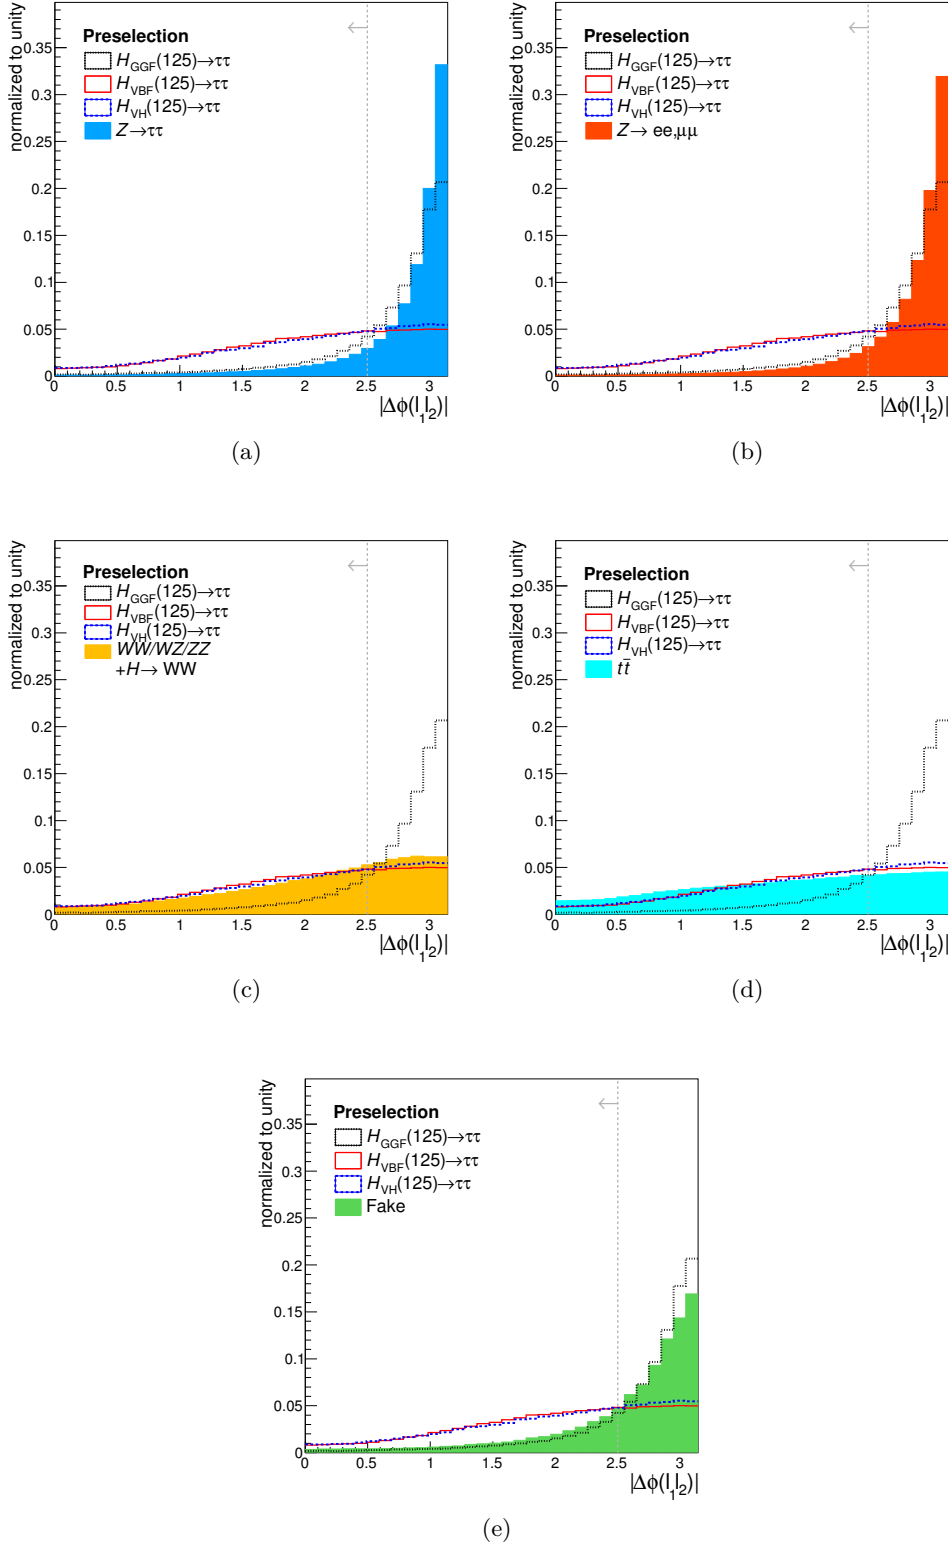 normalized to unity
Preselection
H_GGF(125)→ττ
H_VBF(125)→ττ
H_VH(125)→ττ
Z→ττ
0.35
0.3
0.25
0.2
0.15
0.1
0.05
0
0 0.5 1 1.5 2 2.5 3
|Δϕ(l₁l₂)|
(a)
normalized to unity
Preselection
H_GGF(125)→ττ
H_VBF(125)→ττ
H_VH(125)→ττ
Z→ ee,μμ
0.35
0.3
0.25
0.2
0.15
0.1
0.05
0
0 0.5 1 1.5 2 2.5 3
|Δϕ(l₁l₂)|
(b)
normalized to unity
Preselection
H_GGF(125)→ττ
H_VBF(125)→ττ
H_VH(125)→ττ
WW/WZ/ZZ
+H→ WW
0.35
0.3
0.25
0.2
0.15
0.1
0.05
0
0 0.5 1 1.5 2 2.5 3
|Δϕ(l₁l₂)|
(c)
normalized to unity
Preselection
H_GGF(125)→ττ
H_VBF(125)→ττ
H_VH(125)→ττ
tt̄
0.35
0.3
0.25
0.2
0.15
0.1
0.05
0
0 0.5 1 1.5 2 2.5 3
|Δϕ(l₁l₂)|
(d)
normalized to unity
Preselection
H_GGF(125)→ττ
H_VBF(125)→ττ
H_VH(125)→ττ
Fake
0.35
0.3
0.25
0.2
0.15
0.1
0.05
0
0 0.5 1 1.5 2 2.5 3
|Δϕ(l₁l₂)|
(e)